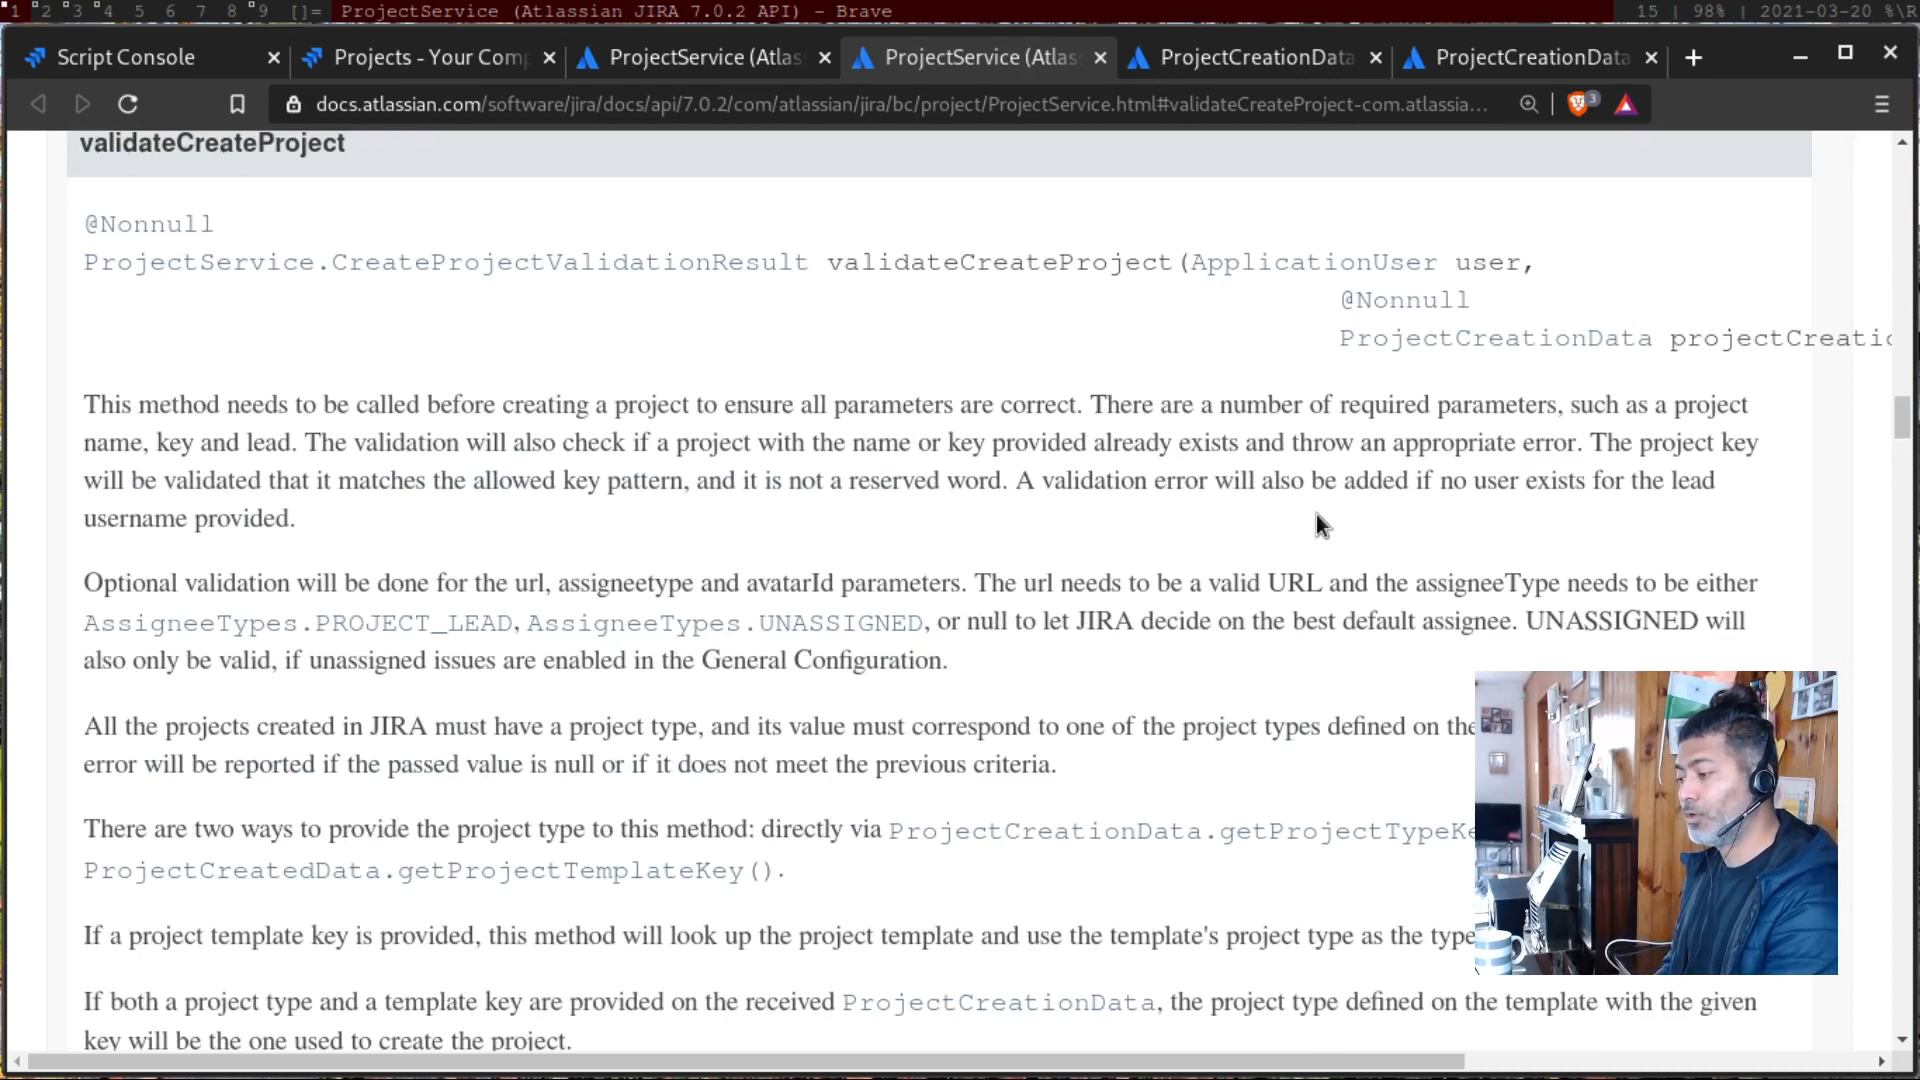 1 2 3 4 5 6 7 8 9 []= ProjectService (Atlassian JIRA 7.0.2 API) - Brave 15 | 98% | 2021-03-20 %\R
Script Console Projects - Your Comp ProjectService (Atlas ProjectService (Atlas ProjectCreationData ProjectCreationData
docs.atlassian.com/software/jira/docs/api/7.0.2/com/atlassian/jira/bc/project/ProjectService.html#validateCreateProject-com.atlassia... 3
validateCreateProject
@Nonnull
ProjectService.CreateProjectValidationResult validateCreateProject(ApplicationUser user,
@Nonnull
ProjectCreationData projectCreatio
This method needs to be called before creating a project to ensure all parameters are correct. There are a number of required parameters, such as a project
name, key and lead. The validation will also check if a project with the name or key provided already exists and throw an appropriate error. The project key
will be validated that it matches the allowed key pattern, and it is not a reserved word. A validation error will also be added if no user exists for the lead
username provided.
Optional validation will be done for the url, assigneetype and avatarId parameters. The url needs to be a valid URL and the assigneeType needs to be either
AssigneeTypes.PROJECT_LEAD, AssigneeTypes.UNASSIGNED, or null to let JIRA decide on the best default assignee. UNASSIGNED will
also only be valid, if unassigned issues are enabled in the General Configuration.
All the projects created in JIRA must have a project type, and its value must correspond to one of the project types defined on the
error will be reported if the passed value is null or if it does not meet the previous criteria.
There are two ways to provide the project type to this method: directly via ProjectCreationData.getProjectTypeKe
ProjectCreatedData.getProjectTemplateKey().
If a project template key is provided, this method will look up the project template and use the template's project type as the type
If both a project type and a template key are provided on the received ProjectCreationData, the project type defined on the template with the given
key will be the one used to create the project.